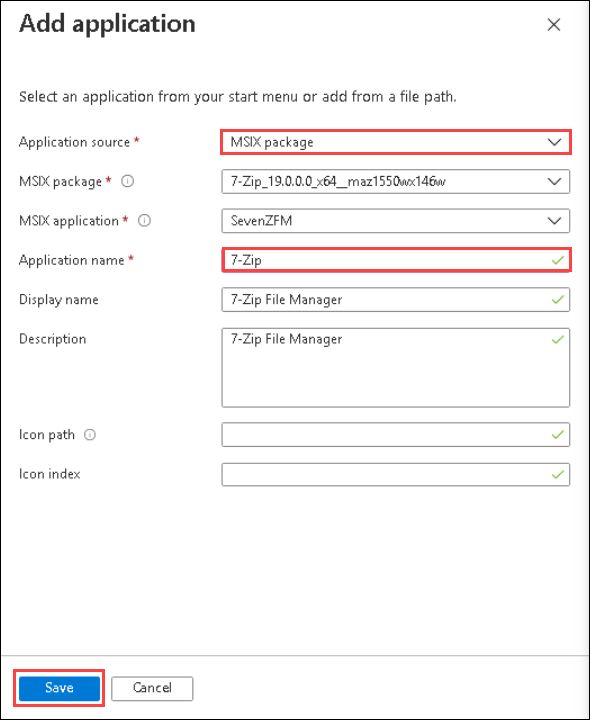 Add application
Select an application from your start menu or add from a file path.
Application source *
MSIX package
MSIX package *
7-Zip_19.0.0.0_x64__maz1550wx146w
MSIX application *
SevenZFM
Application name *
7-Zip
Display name
7-Zip File Manager
Description
7-Zip File Manager
Icon path
Icon index
Save
Cancel